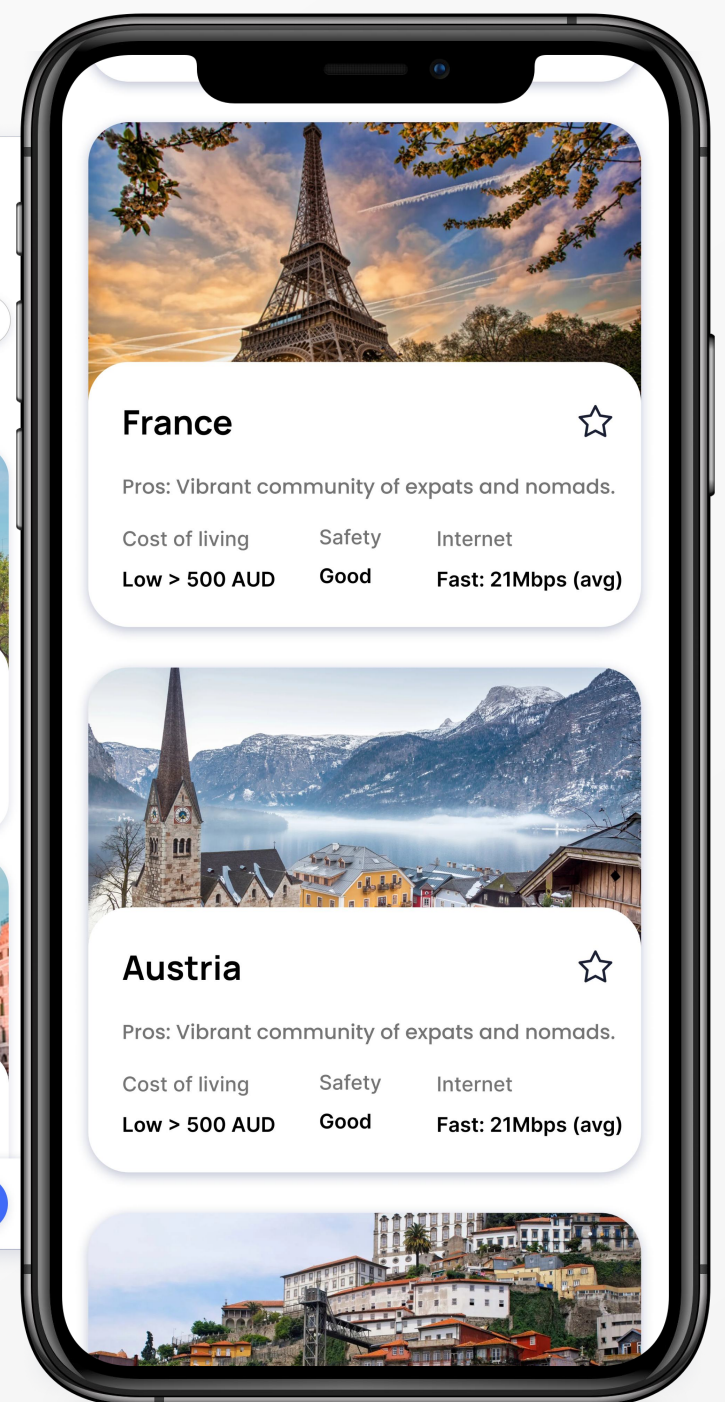 France
Pros: Vibrant community of expats and nomads.
Cost of living Safety Internet
Low > 500 AUD Good Fast: 21Mbps (avg)
Austria
Pros: Vibrant community of expats and nomads.
Cost of living Safety Internet
Low > 500 AUD Good Fast: 21Mbps (avg)